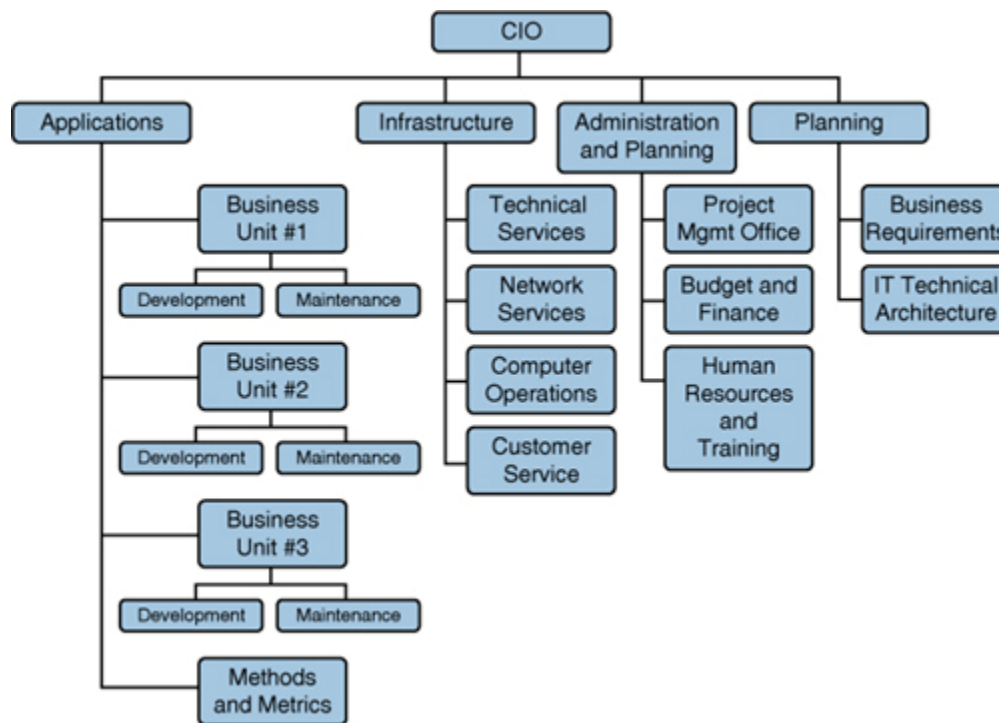 CIO
Applications
Infrastructure
Administration
and Planning
Planning
Business
Unit #1
Development
Maintenance
Business
Unit #2
Development
Maintenance
Business
Unit #3
Development
Maintenance
Methods
and Metrics
Technical
Services
Network
Services
Computer
Operations
Customer
Service
Project
Mgmt Office
Budget and
Finance
Human
Resources
and
Training
Business
Requirements
IT Technical
Architecture